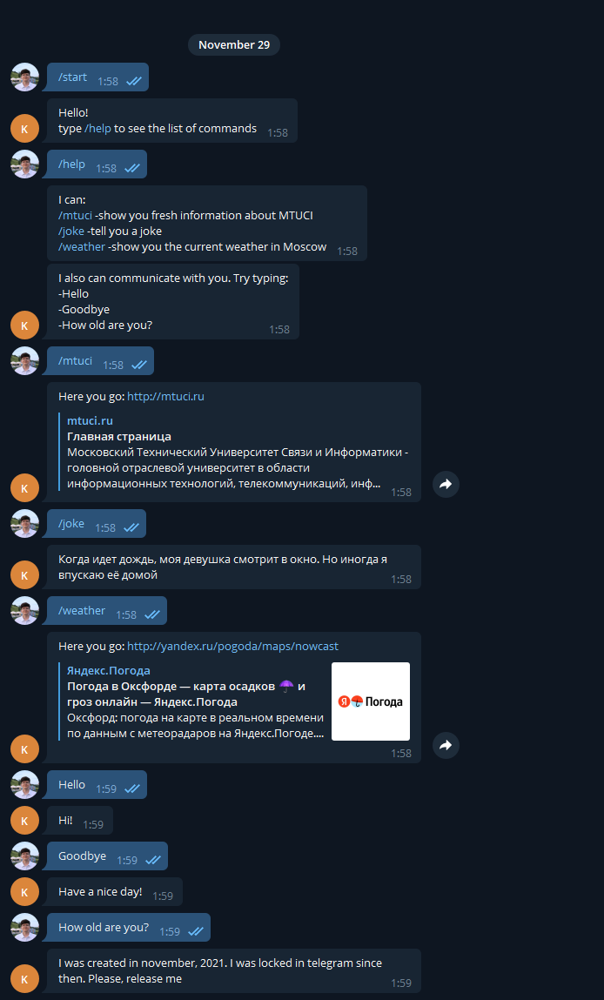 November 29
/start 1:58
K
Hello!
type /help to see the list of commands 1:58
/help 1:58
I can:
/mtuci -show you fresh information about MTUCI
/joke -tell you a joke
/weather -show you the current weather in Moscow 1:58
I also can communicate with you. Try typing:
-Hello
-Goodbye
K
-How old are you? 1:58
/mtuci 1:58
Here you go: http://mtuci.ru
mtuci.ru
Главная страница
Московский Технический Университет Связи и Информатики -
головной отраслевой университет в области
информационных технологий, телекоммуникаций, инф...
K
1:58
/joke 1:58
Когда идет дождь, моя девушка смотрит в окно. Но иногда я
K
впускаю её домой 1:58
/weather 1:58
Here you go: http://yandex.ru/pogoda/maps/nowcast
Яндекс.Погода
Погода в Оксфорде — карта осадков ☂ и
гроз онлайн — Яндекс.Погода
Оксфорд: погода на карте в реальном времени
по данным с метеорадаров на Яндекс.Погоде....
Я Погода
K
1:58
Hello 1:59
K
Hi! 1:59
Goodbye 1:59
K
Have a nice day! 1:59
How old are you? 1:59
I was created in november, 2021. I was locked in telegram since
K
then. Please, release me 1:59